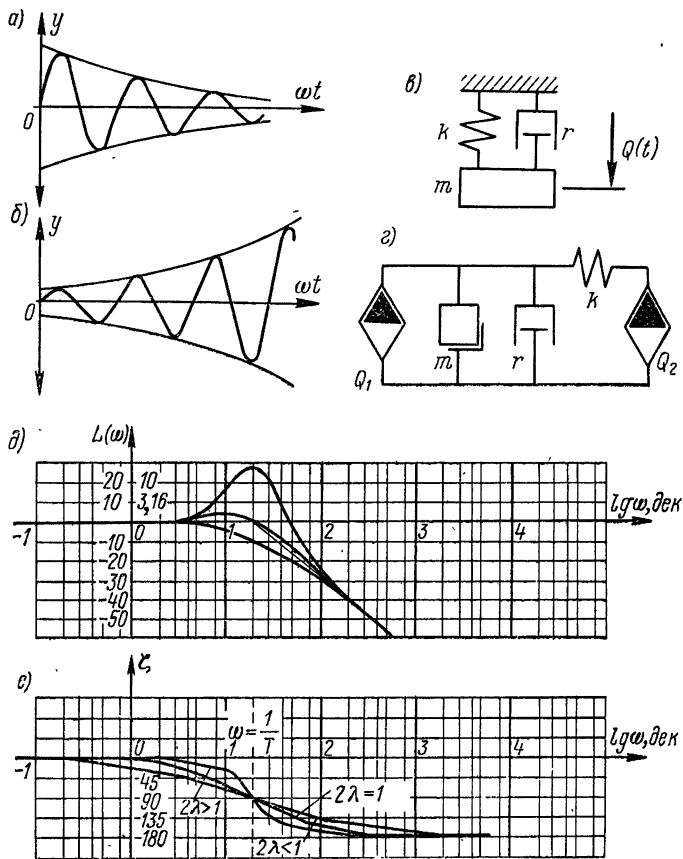 а) y
в)
ωt
0
k
r
Q(t)
m
б) y
г)
ωt
0
k
m
r
Q₁
Q₂
д) L(ω)
20 10
10 3,16
lgω, дек
-1 0 1 2 3 4
-10
-20
-30
-40
-50
е) ζ
ω = 1/T
lgω, дек
-1 0 1 2 3 4
-45
-90
-135
-180
2λ>1
2λ=1
2λ<1